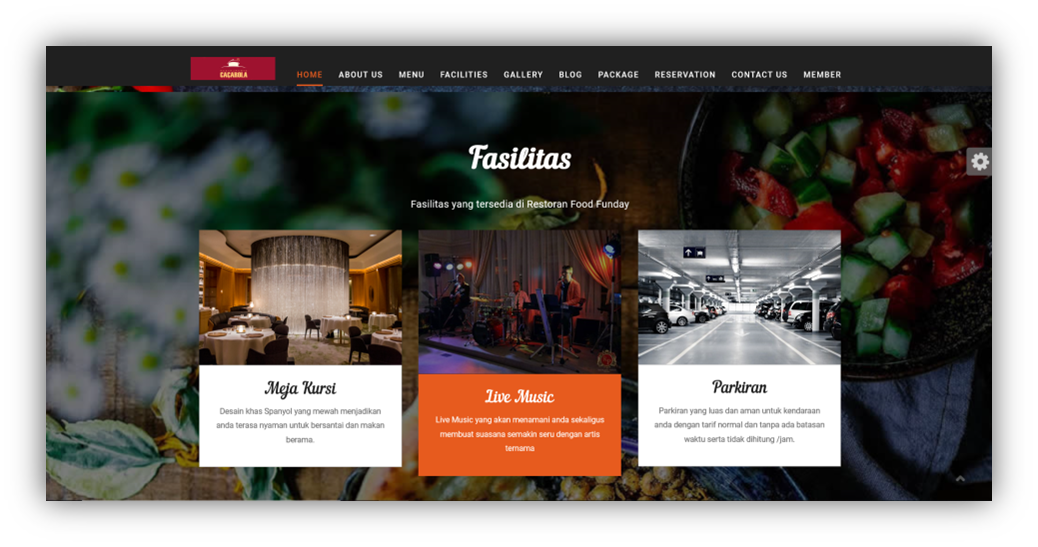 CAÇAROLA
HOME ABOUT US MENU FACILITIES GALLERY BLOG PACKAGE RESERVATION CONTACT US MEMBER
Fasilitas
Fasilitas yang tersedia di Restoran Food Funday
Meja Kursi
Desain khas Spanyol yang mewah menjadikan
anda terasa nyaman untuk bersantai dan makan
berama.
Live Music
Live Music yang akan menamani anda sekaligus
membuat suasana semakin seru dengan artis
ternama
Parkiran
Parkiran yang luas dan aman untuk kendaraan
anda dengan tarif normal dan tanpa ada batasan
waktu serta tidak dihitung /jam.